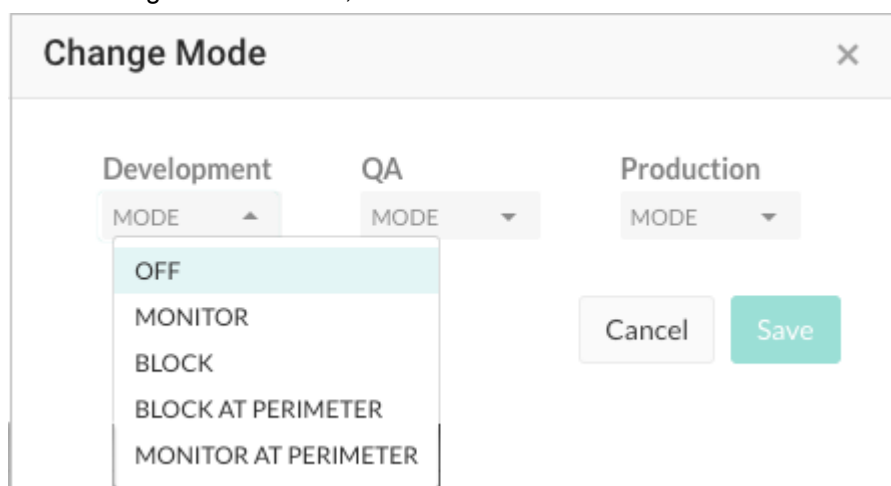 Change Mode ×
Development QA Production
MODE MODE MODE
OFF
MONITOR
Cancel Save
BLOCK
BLOCK AT PERIMETER
MONITOR AT PERIMETER